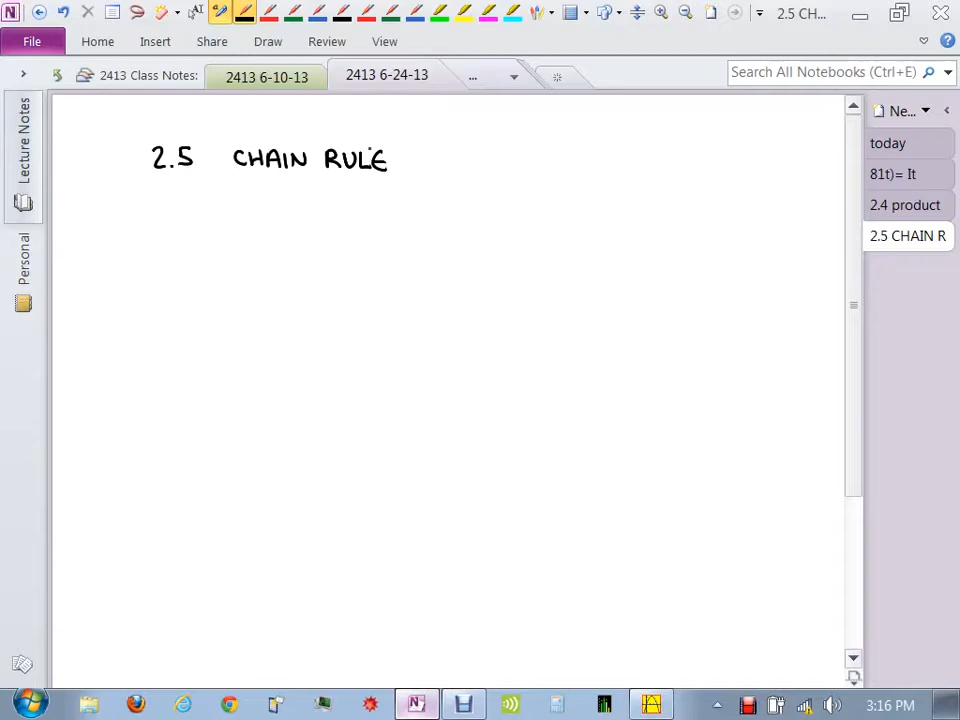 2.5 CH...
File Home Insert Share Draw Review View
2413 Class Notes: 2413 6-10-13 2413 6-24-13 ... Search All Notebooks (Ctrl+E)
Lecture Notes
Personal
2.5 CHAIN RULE
Ne...
today
81t)= It
2.4 product
2.5 CHAIN R
3:16 PM